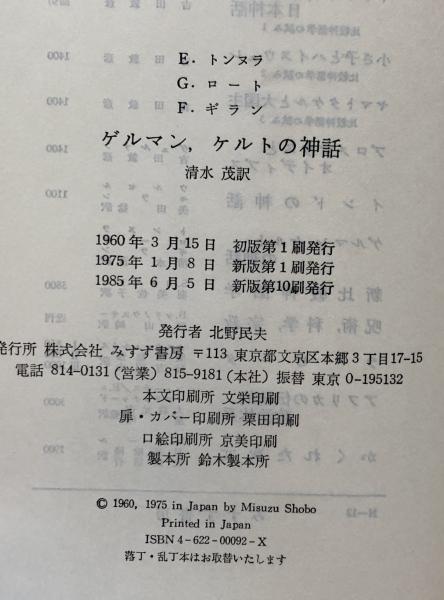 E. トンヌラ
G. ロート
F. ギラン
ゲルマン, ケルトの神話
清水 茂訳
1960年3月15日 初版第1刷発行
1975年1月8日 新版第1刷発行
1985年6月5日 新版第10刷発行
発行者 北野民夫
発行所 株式会社 みすず書房 〒113 東京都文京区本郷3丁目17-15
電話 814-0131(営業) 815-9181(本社) 振替 東京 0-195132
本文印刷所 文栄印刷
扉・カバー印刷所 栗田印刷
口絵印刷所 京美印刷
製本所 鈴木製本所
© 1960, 1975 in Japan by Misuzu Shobo
Printed in Japan
ISBN 4-622-00092-X
落丁・乱丁本はお取替いたします